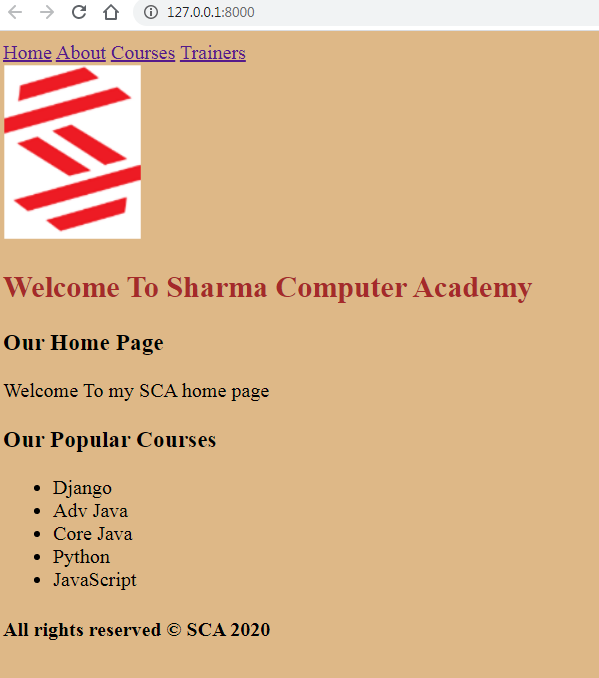 127.0.0.1:8000
Home About Courses Trainers
Welcome To Sharma Computer Academy
Our Home Page
Welcome To my SCA home page
Our Popular Courses
Django
Adv Java
Core Java
Python
JavaScript
All rights reserved © SCA 2020